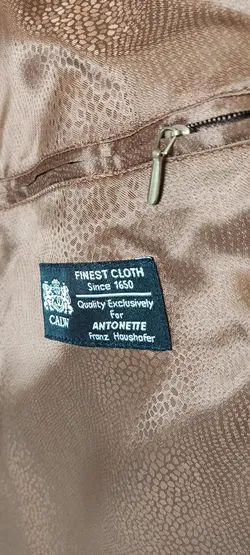 FINEST CLOTH
Since 1650
Quality Exclusively
For
ANTONETTE
Franz Haushofer
CALW